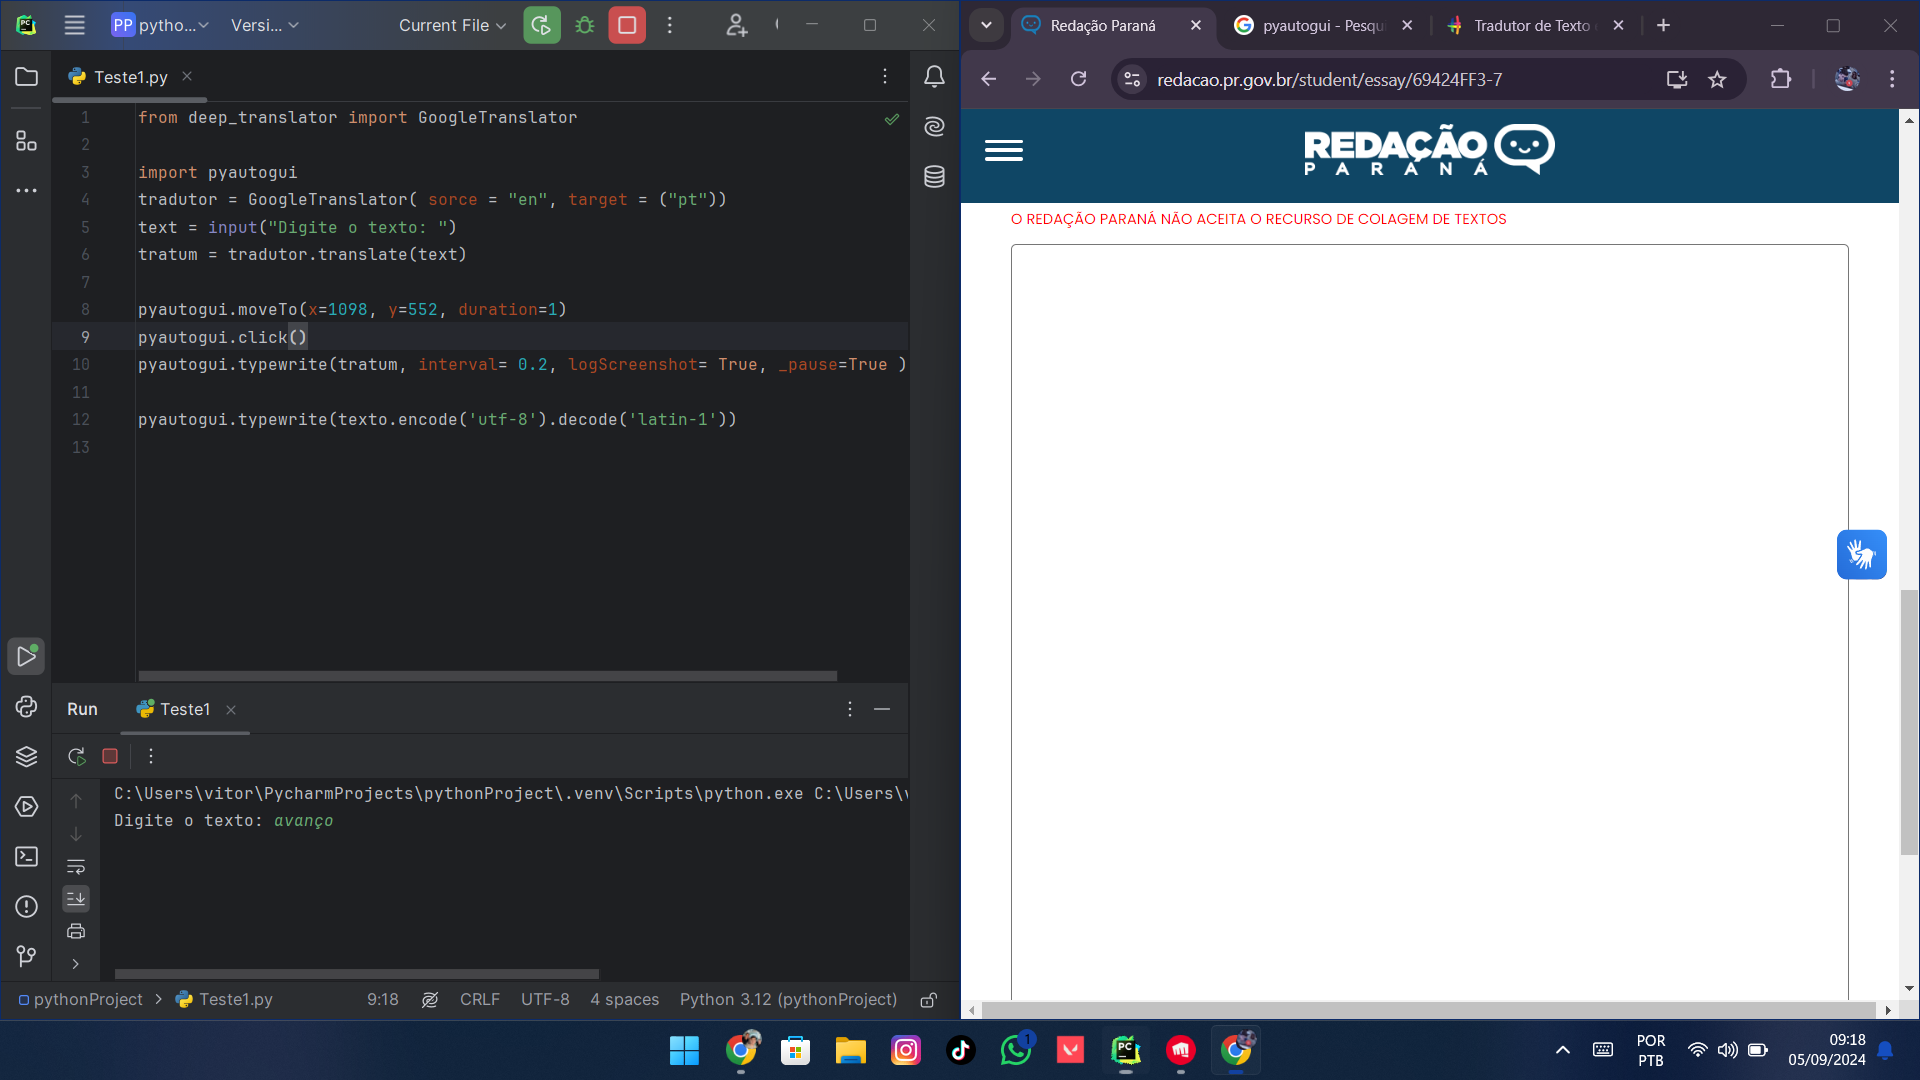 PP pytho... Versi... Current File
Teste1.py
1 from deep_translator import GoogleTranslator
2
3 import pyautogui
4 tradutor = GoogleTranslator( sorce = "en", target = ("pt"))
5 text = input("Digite o texto: ")
6 tratum = tradutor.translate(text)
7
8 pyautogui.moveTo(x=1098, y=552, duration=1)
9 pyautogui.click()
10 pyautogui.typewrite(tratum, interval= 0.2, logScreenshot= True, _pause=True )
11
12 pyautogui.typewrite(texto.encode('utf-8').decode('latin-1'))
13
Run Teste1
C:\Users\vitor\PycharmProjects\pythonProject\.venv\Scripts\python.exe C:\Users\
Digite o texto: avanço
pythonProject > Teste1.py 9:18 CRLF UTF-8 4 spaces Python 3.12 (pythonProject)
Redação Paraná pyautogui - Pesqu Tradutor de Texto
redacao.pr.gov.br/student/essay/69424FF3-7
REDAÇÃO
PARANÁ
O REDAÇÃO PARANÁ NÃO ACEITA O RECURSO DE COLAGEM DE TEXTOS
PC
1
POR
PTB
09:18
05/09/2024